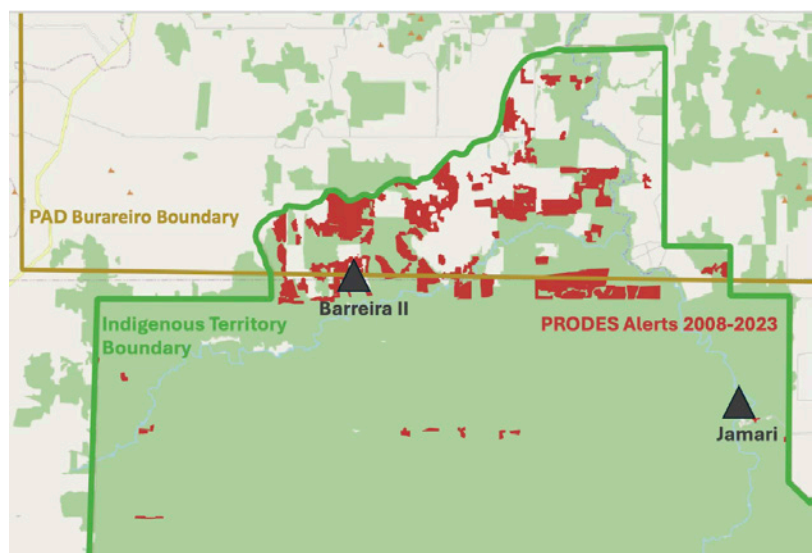 PAD Burareiro Boundary
Indigenous Territory
Boundary
Barreira II
PRODES Alerts 2008-2023
Jamari